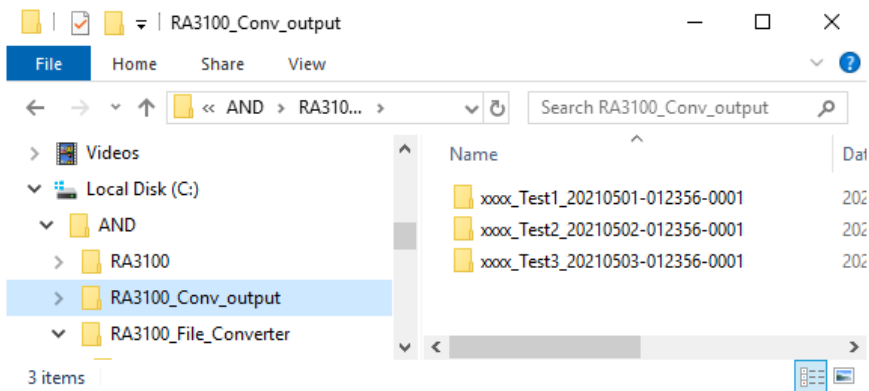 RA3100_Conv_output
File Home Share View
« AND > RA310... > Search RA3100_Conv_output
Videos
Local Disk (C:)
AND
RA3100
RA3100_Conv_output
RA3100_File_Converter
Name Dat
xxxx_Test1_20210501-012356-0001 202
xxxx_Test2_20210502-012356-0001 202
xxxx_Test3_20210503-012356-0001 202
3 items